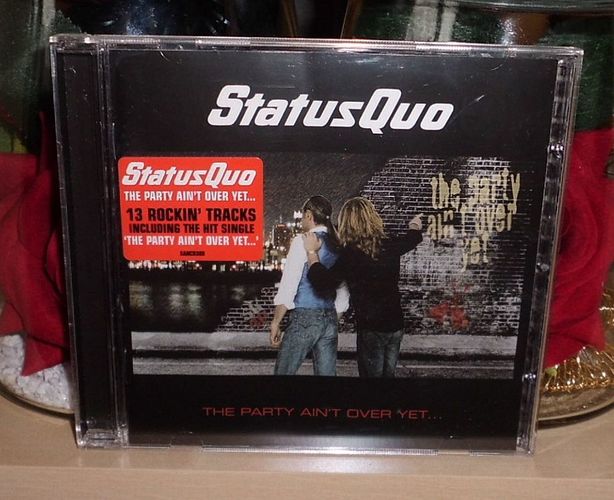 StatusQuo
StatusQuo
THE PARTY AIN'T OVER YET...
13 ROCKIN' TRACKS
INCLUDING THE HIT SINGLE
'THE PARTY AIN'T OVER YET...'
the party
ain't over
yet
THE PARTY AIN'T OVER YET...